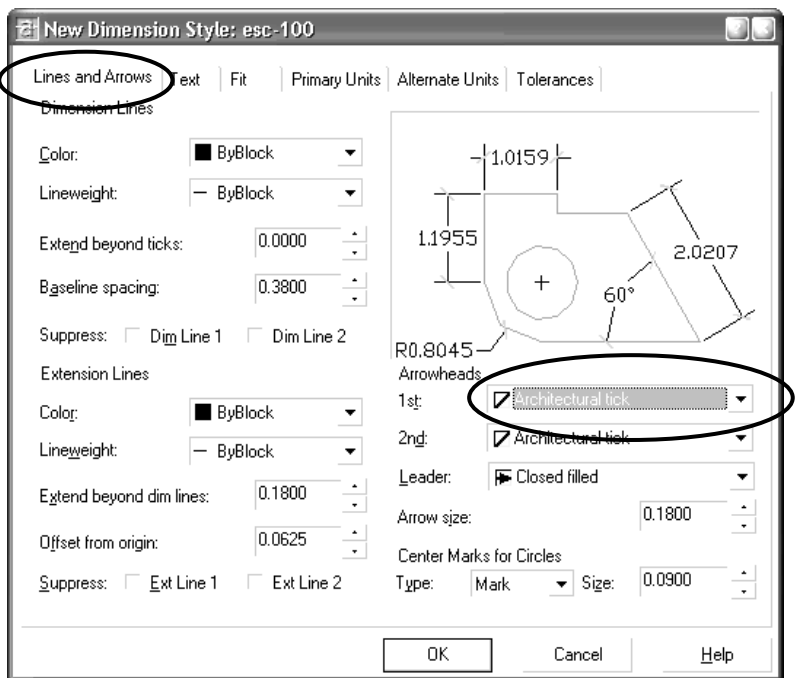 New Dimension Style: esc-100
Lines and Arrows Text Fit Primary Units Alternate Units Tolerances
Dimension Lines
Color: ByBlock
Lineweight: ByBlock
Extend beyond ticks: 0.0000
Baseline spacing: 0.3800
Suppress: Dim Line 1 Dim Line 2
Extension Lines
Color: ByBlock
Lineweight: ByBlock
Extend beyond dim lines: 0.1800
Offset from origin: 0.0625
Suppress: Ext Line 1 Ext Line 2
1.0159
1.1955
2.0207
60°
R0.8045
Arrowheads
1st: Architectural tick
2nd: Architectural tick
Leader: Closed filled
Arrow size: 0.1800
Center Marks for Circles
Type: Mark Size: 0.0900
OK Cancel Help